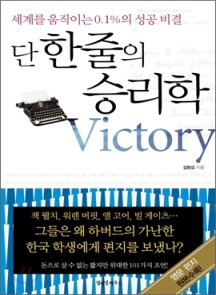 세계를 움직이는 0.1%의 성공 비결
단 한 줄의
승리학
Victory
김형섭 지음
잭 웰치, 워렌 버핏, 앨 고어, 빌 게이츠…
그들은 왜 하버드의 가난한
한국 학생에게 편지를 보냈나?
돈으로 살 수 없는 짧지만 위대한 101가지 조언!